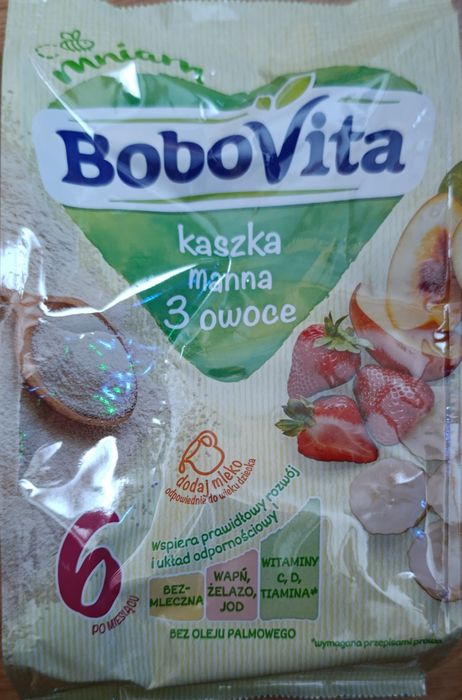 mniam
BoboVita
kaszka
manna
3 owoce
dodaj mleko
odpowiednie do wieku dziecka
6
PO MIESIĄCU
Wspiera prawidłowy rozwój
i układ odpornościowy
BEZ-
MLECZNA
WAPŃ,
ŻELAZO,
JOD
WITAMINY
C, D,
TIAMINA*
BEZ OLEJU PALMOWEGO
*wymagana przepisami prawa